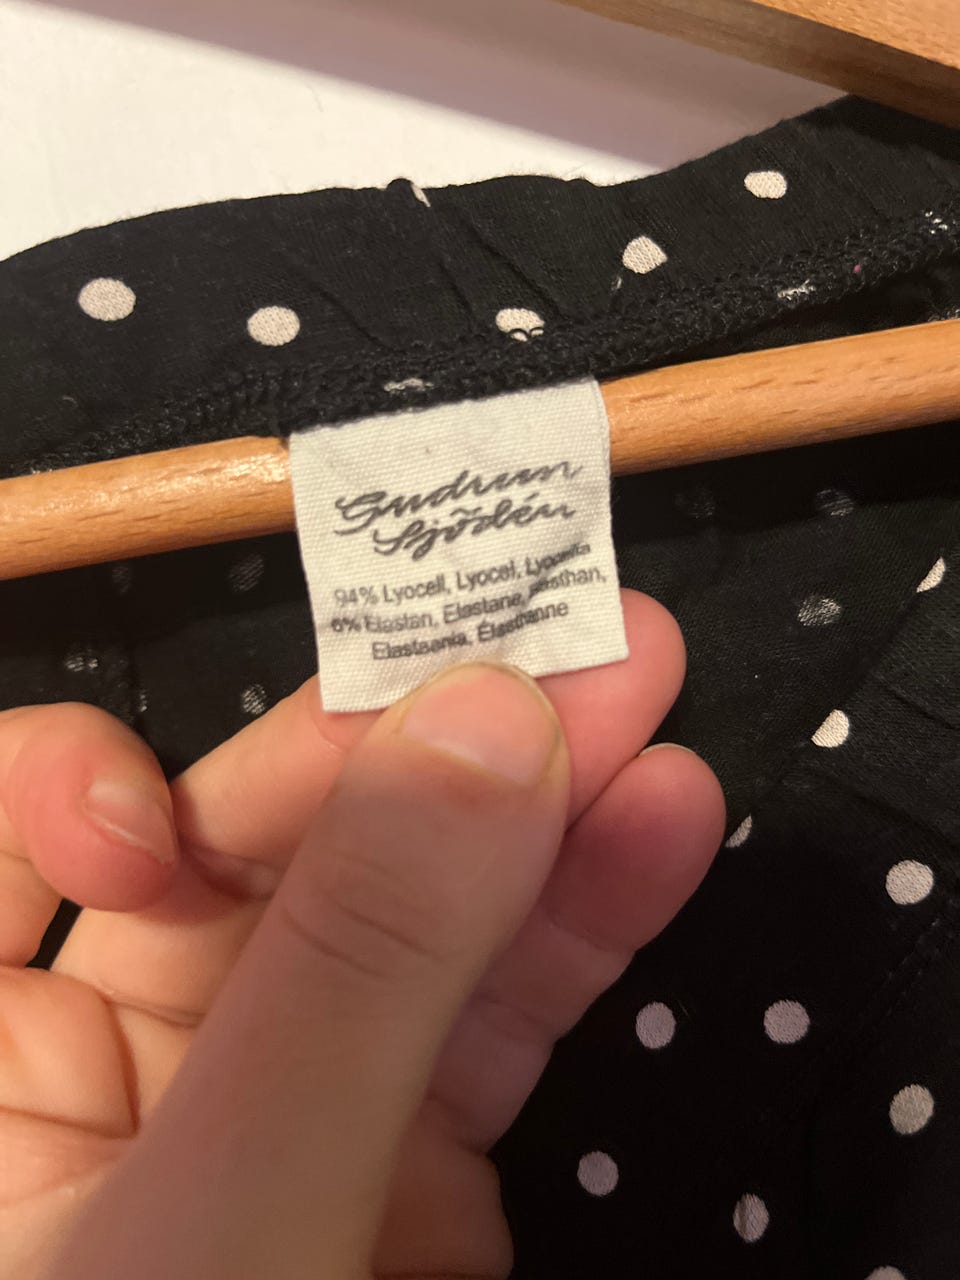 Gudrun
Sjödén
94% Lyocell, Lyocel, Lyocellia
6% Elastan, Elastane, Elasthan,
Elastaania, Élasthanne